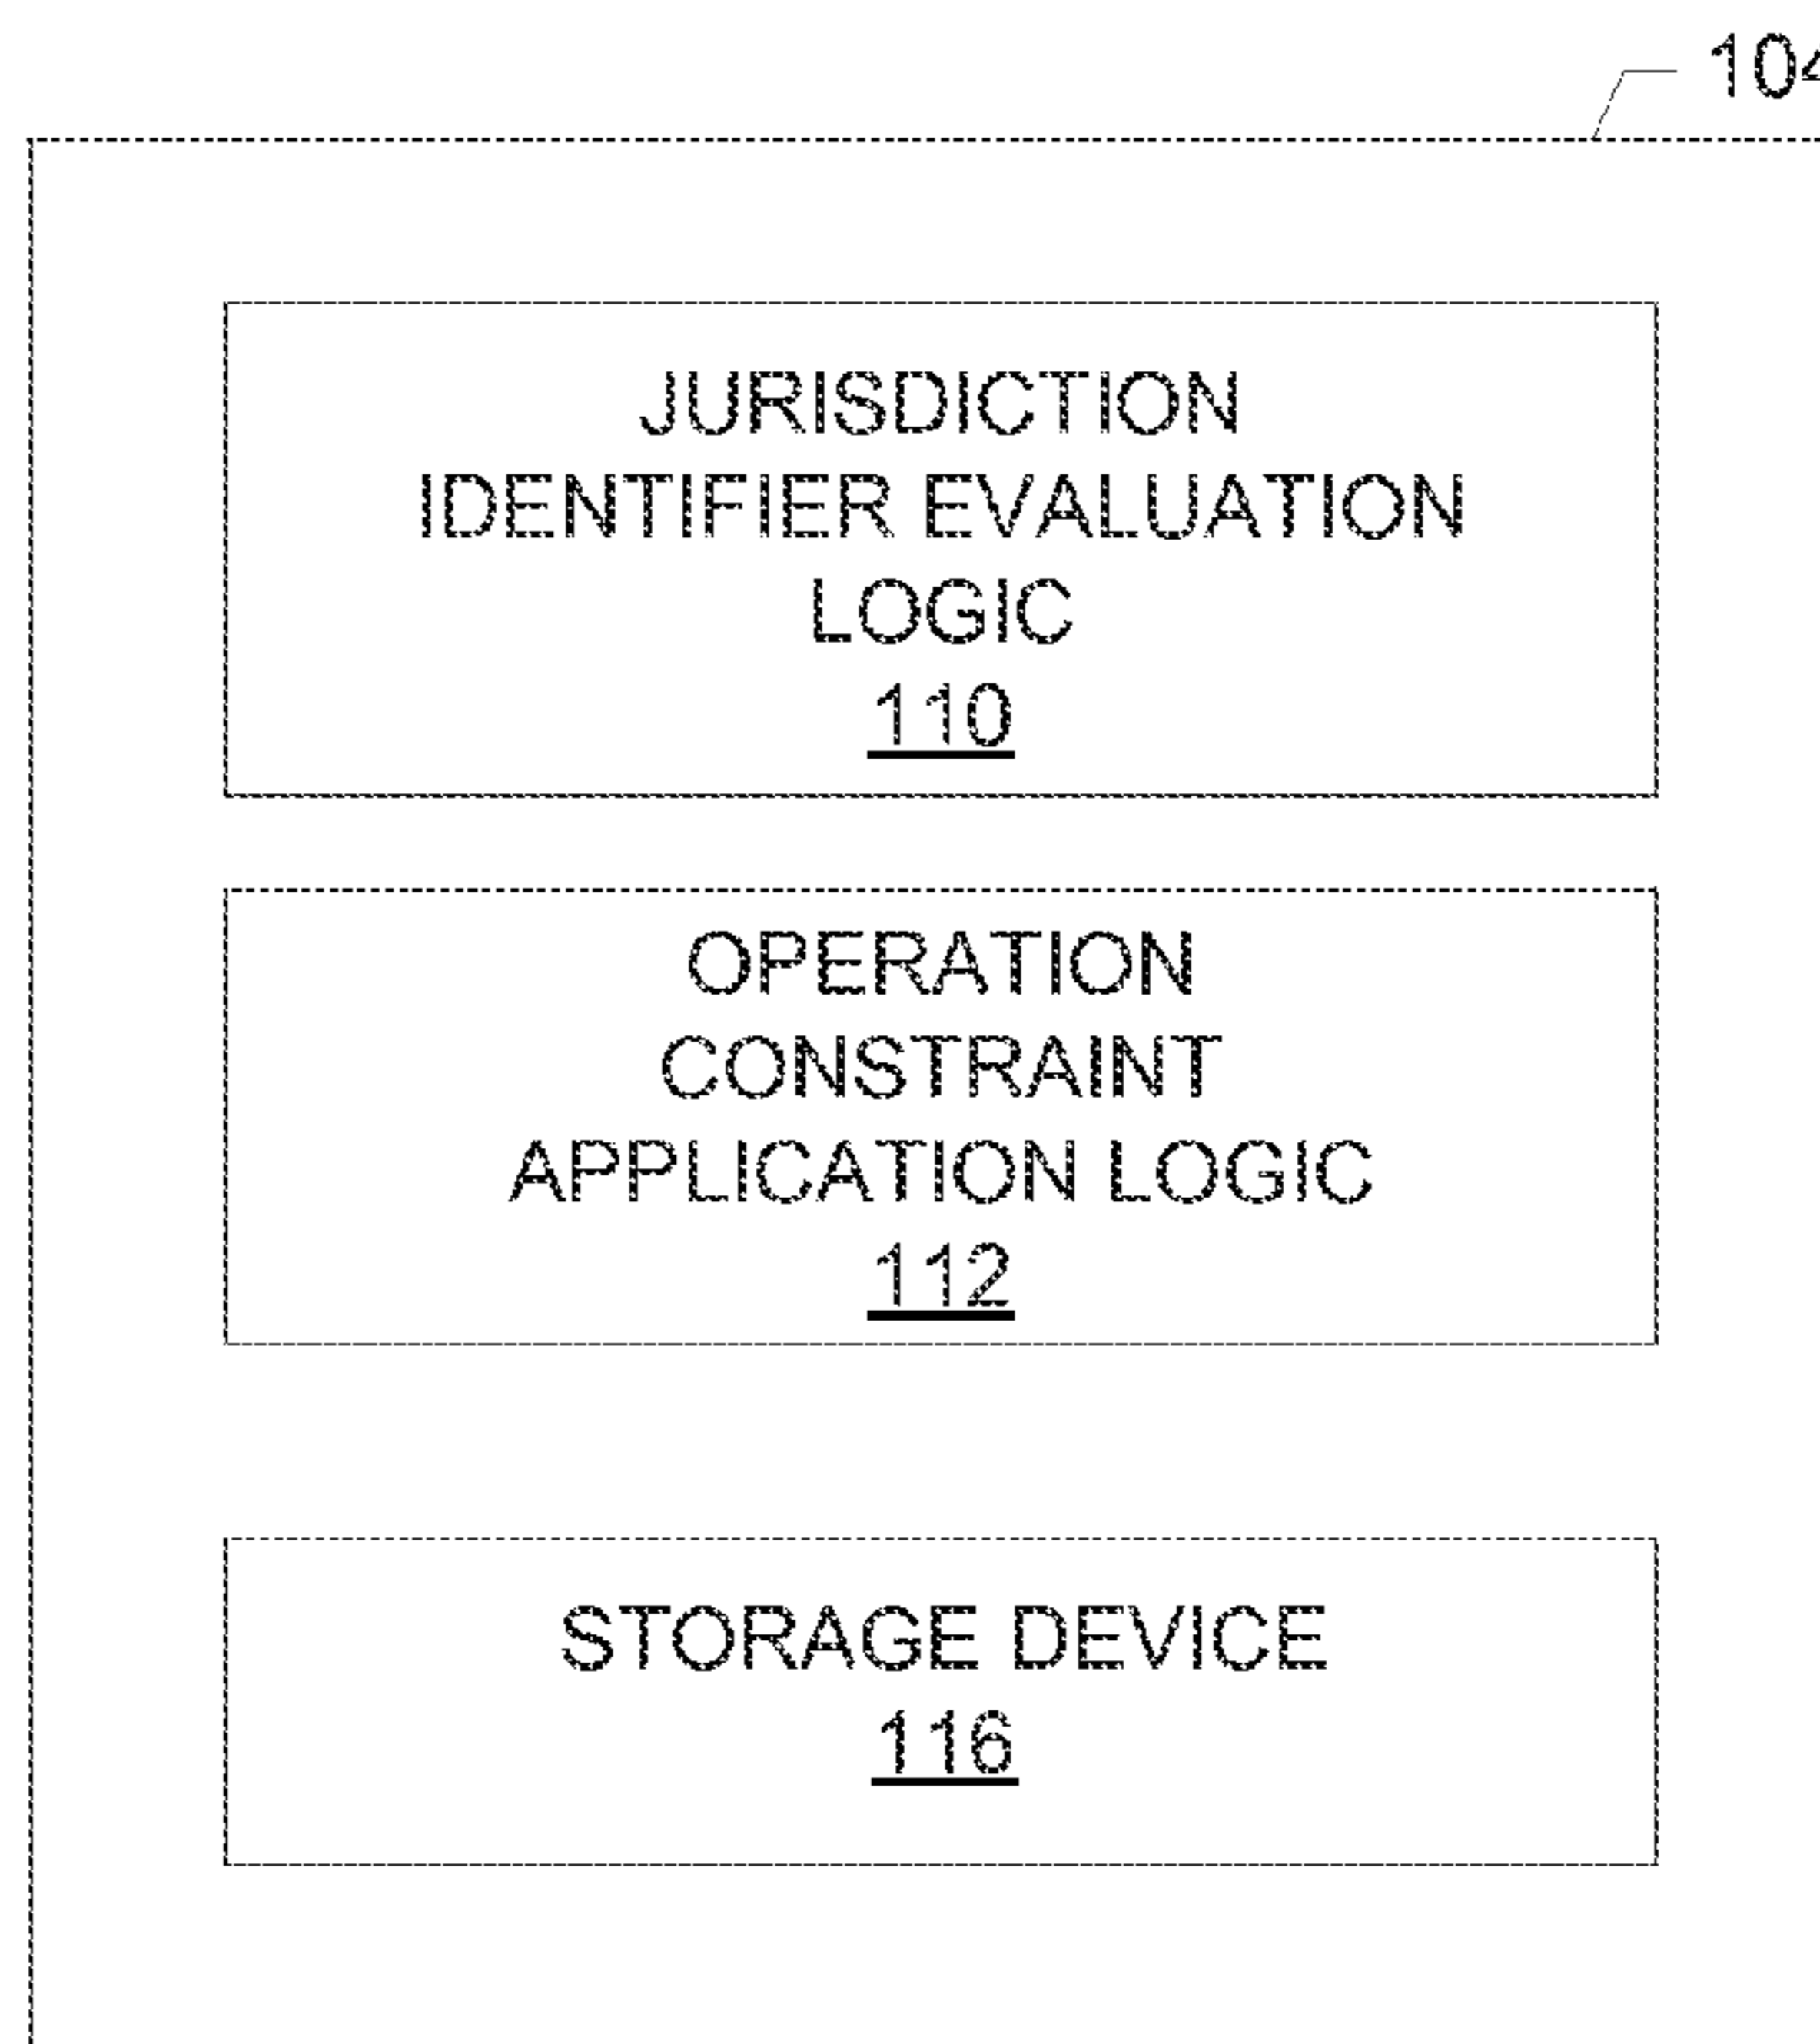 104
JURISDICTION
IDENTIFIER EVALUATION
LOGIC
110
OPERATION
CONSTRAINT
APPLICATION LOGIC
112
STORAGE DEVICE
116